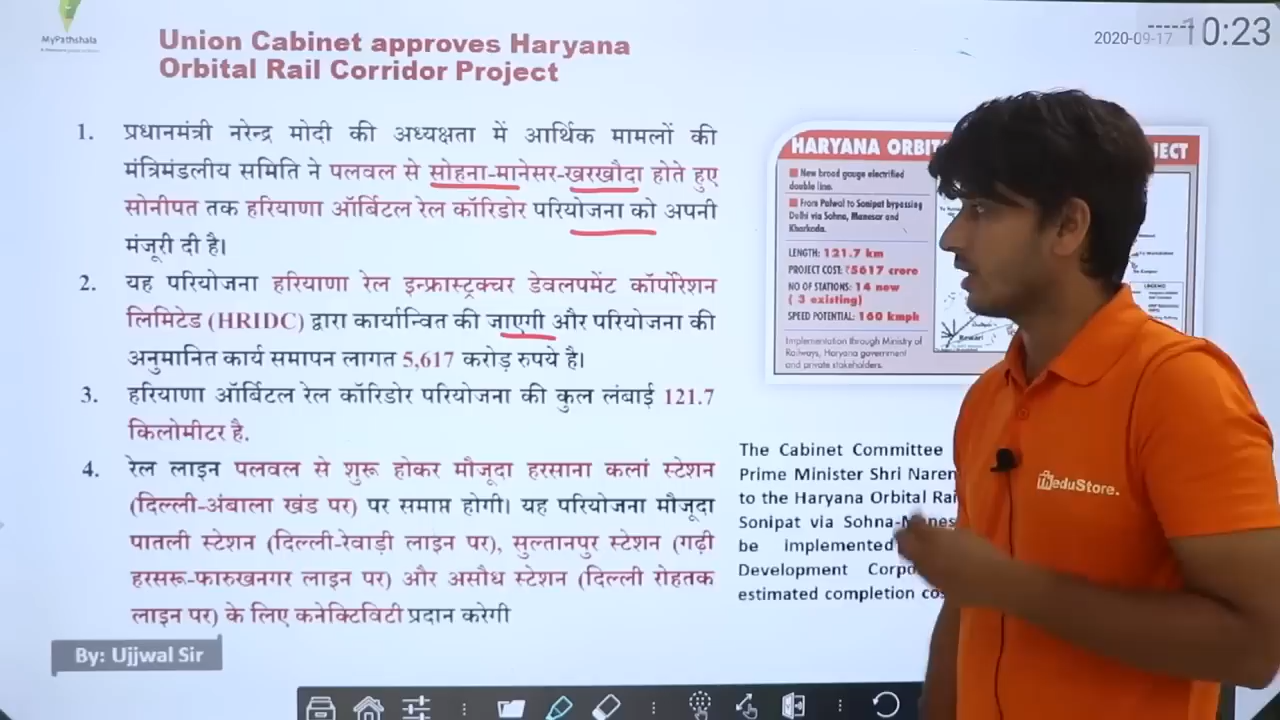 MyPathshala
2020-09-17
10:23
Union Cabinet approves Haryana
Orbital Rail Corridor Project
1. प्रधानमंत्री नरेन्द्र मोदी की अध्यक्षता में आर्थिक मामलों की
मंत्रिमंडलीय समिति ने पलवल से सोहना-मानेसर-खरखौदा होते हुए
सोनीपत तक हरियाणा ऑर्बिटल रेल कॉरिडोर परियोजना को अपनी
मंजूरी दी है।
2. यह परियोजना हरियाणा रेल इन्फ्रास्ट्रक्चर डेवलपमेंट कॉर्पोरेशन
लिमिटेड (HRIDC) द्वारा कार्यान्वित की जाएगी और परियोजना की
अनुमानित कार्य समापन लागत 5,617 करोड़ रुपये है।
3. हरियाणा ऑर्बिटल रेल कॉरिडोर परियोजना की कुल लंबाई 121.7
किलोमीटर है.
4. रेल लाइन पलवल से शुरू होकर मौजूदा हरसाना कलां स्टेशन
(दिल्ली-अंबाला खंड पर) पर समाप्त होगी। यह परियोजना मौजूदा
पातली स्टेशन (दिल्ली-रेवाड़ी लाइन पर), सुल्तानपुर स्टेशन (गढ़ी
हरसरू-फारुखनगर लाइन पर) और असौध स्टेशन (दिल्ली रोहतक
लाइन पर) के लिए कनेक्टिविटी प्रदान करेगी
By: Ujjwal Sir
HARYANA ORBIT
JECT
New broad gauge electrified
double line.
From Palwal to Sonipat bypassing
Delhi via Sohna, Manesar and
Kharkoda.
LENGTH: 121.7 km
PROJECT COST: ₹5617 crore
NO OF STATIONS: 14 new
( 3 existing)
SPEED POTENTIAL: 160 kmph
Implementation through Ministry of
Railways, Haryana government
and private stakeholders.
LEGEND
Rewari
The Cabinet Committee
Prime Minister Shri Naren
to the Haryana Orbital Rai
Sonipat via Sohna-Manes
be implemented
Development Corpo
estimated completion cos
eduStore.